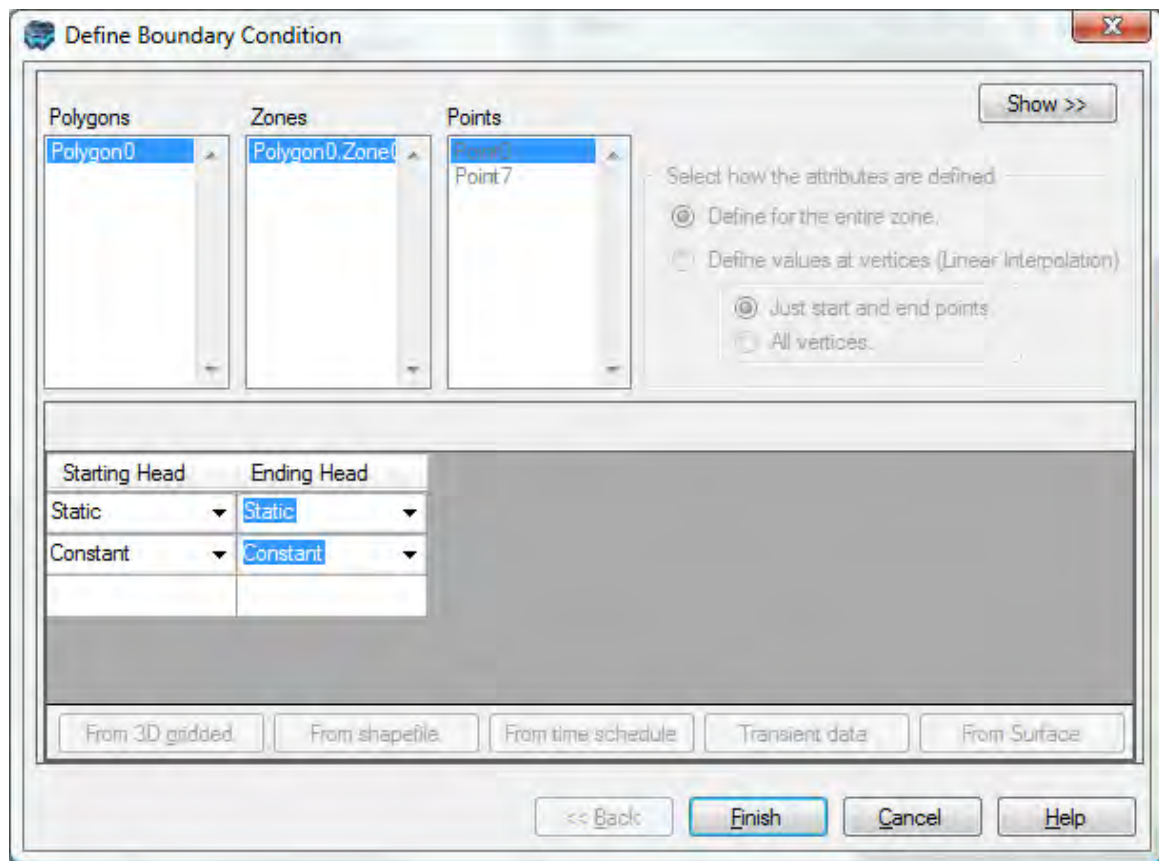 Define Boundary Condition
Show >>
Polygons Zones Points
Polygon0 Polygon0.Zone0 Point0
Point7
Select how the attributes are defined
Define for the entire zone.
Define values at vertices (Linear Interpolation)
Just start and end points
All vertices.
Starting Head Ending Head
Static Static
Constant Constant
From 3D gridded From shapefile From time schedule Transient data From Surface
<< Back Finish Cancel Help